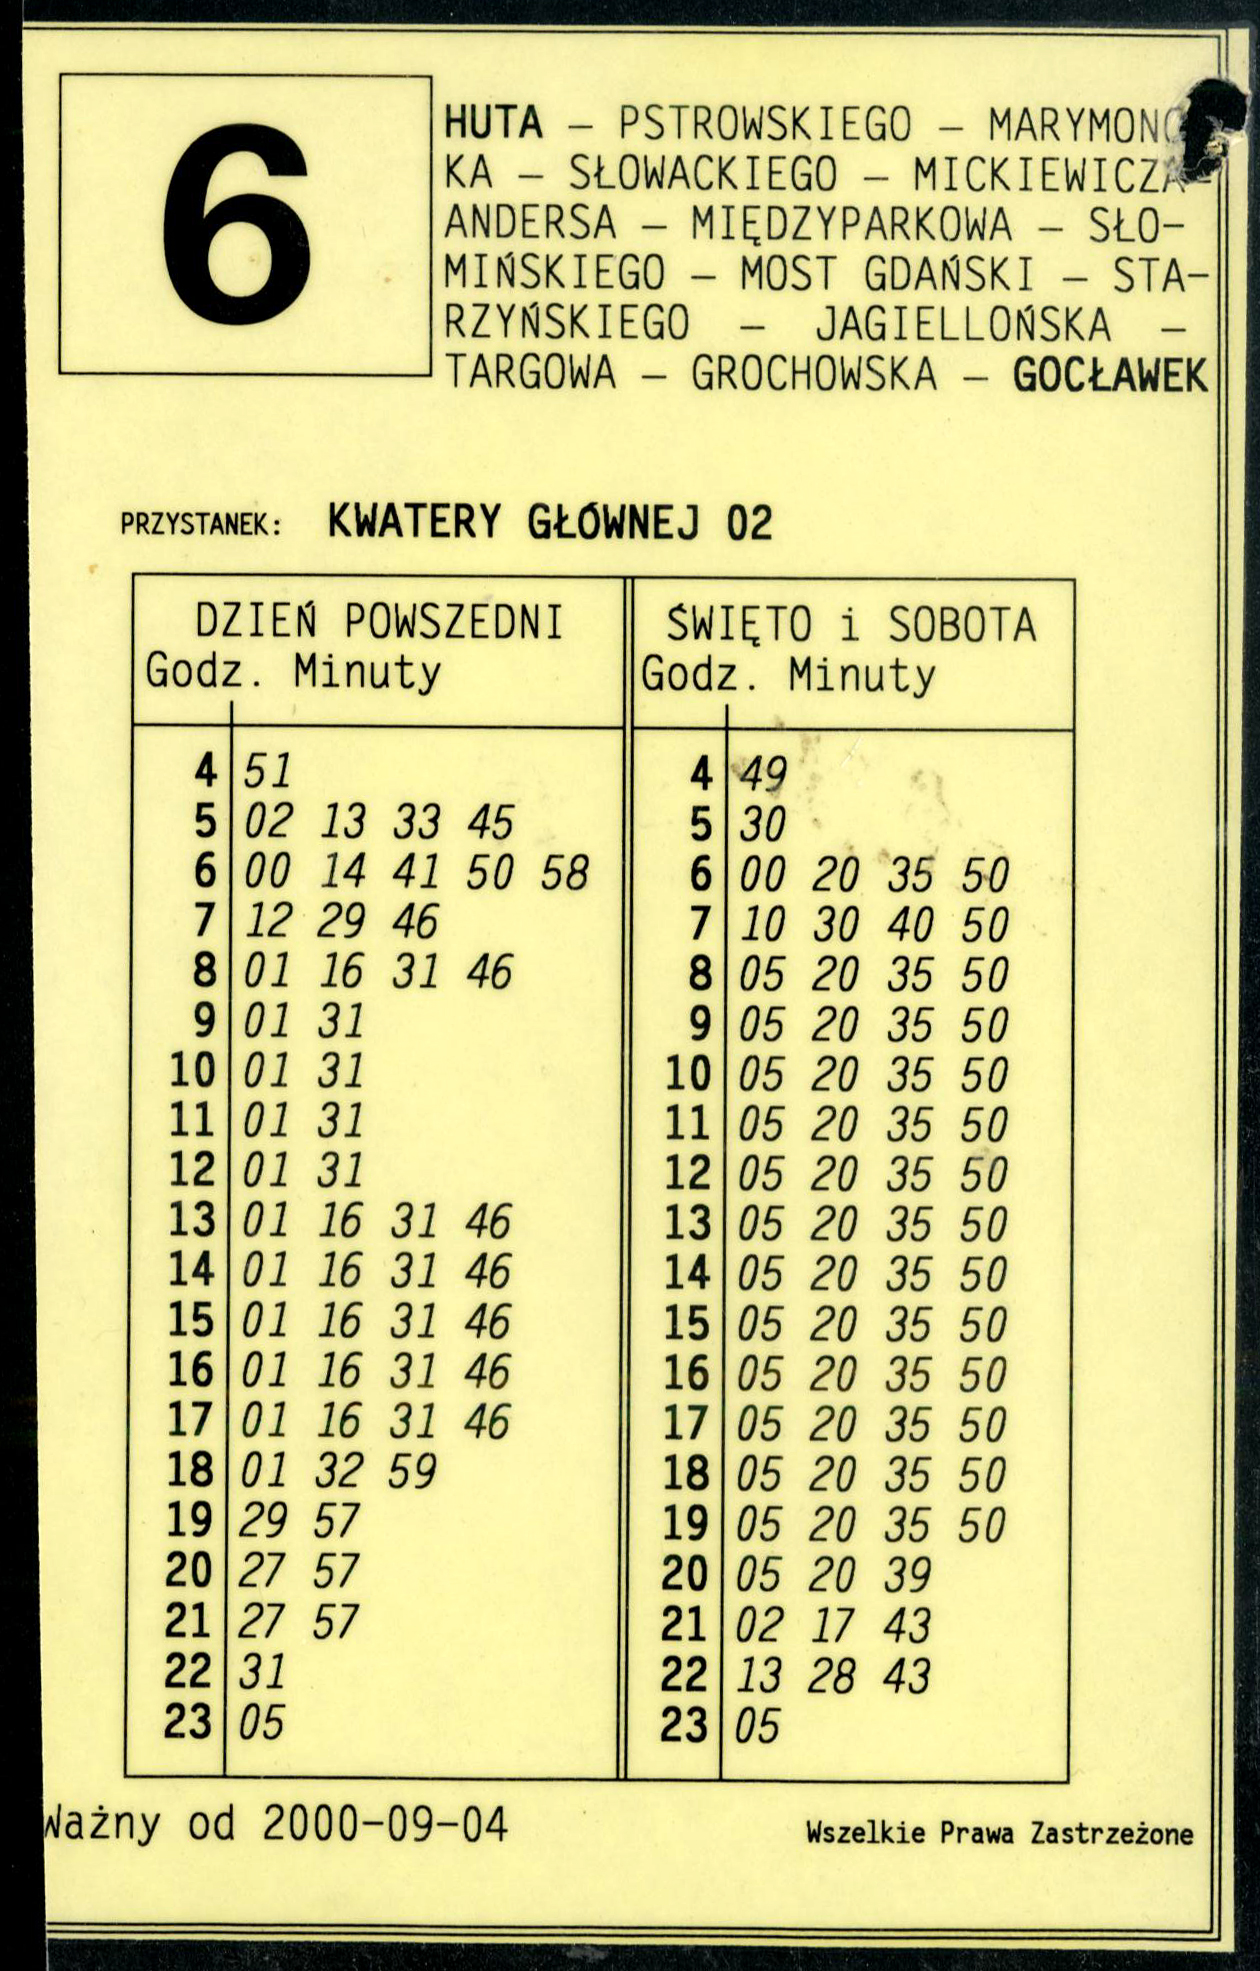 6
HUTA – PSTROWSKIEGO – MARYMONC
KA – SŁOWACKIEGO – MICKIEWICZA-
ANDERSA – MIĘDZYPARKOWA – SŁO-
MIŃSKIEGO – MOST GDAŃSKI – STA-
RZYŃSKIEGO – JAGIELLOŃSKA –
TARGOWA – GROCHOWSKA – GOCŁAWEK
PRZYSTANEK: KWATERY GŁÓWNEJ 02
DZIEŃ POWSZEDNI
Godz. Minuty
4 51
5 02 13 33 45
6 00 14 41 50 58
7 12 29 46
8 01 16 31 46
9 01 31
10 01 31
11 01 31
12 01 31
13 01 16 31 46
14 01 16 31 46
15 01 16 31 46
16 01 16 31 46
17 01 16 31 46
18 01 32 59
19 29 57
20 27 57
21 27 57
22 31
23 05
ŚWIĘTO i SOBOTA
Godz. Minuty
4 49
5 30
6 00 20 35 50
7 10 30 40 50
8 05 20 35 50
9 05 20 35 50
10 05 20 35 50
11 05 20 35 50
12 05 20 35 50
13 05 20 35 50
14 05 20 35 50
15 05 20 35 50
16 05 20 35 50
17 05 20 35 50
18 05 20 35 50
19 05 20 35 50
20 05 20 39
21 02 17 43
22 13 28 43
23 05
Ważny od 2000-09-04
Wszelkie Prawa Zastrzeżone